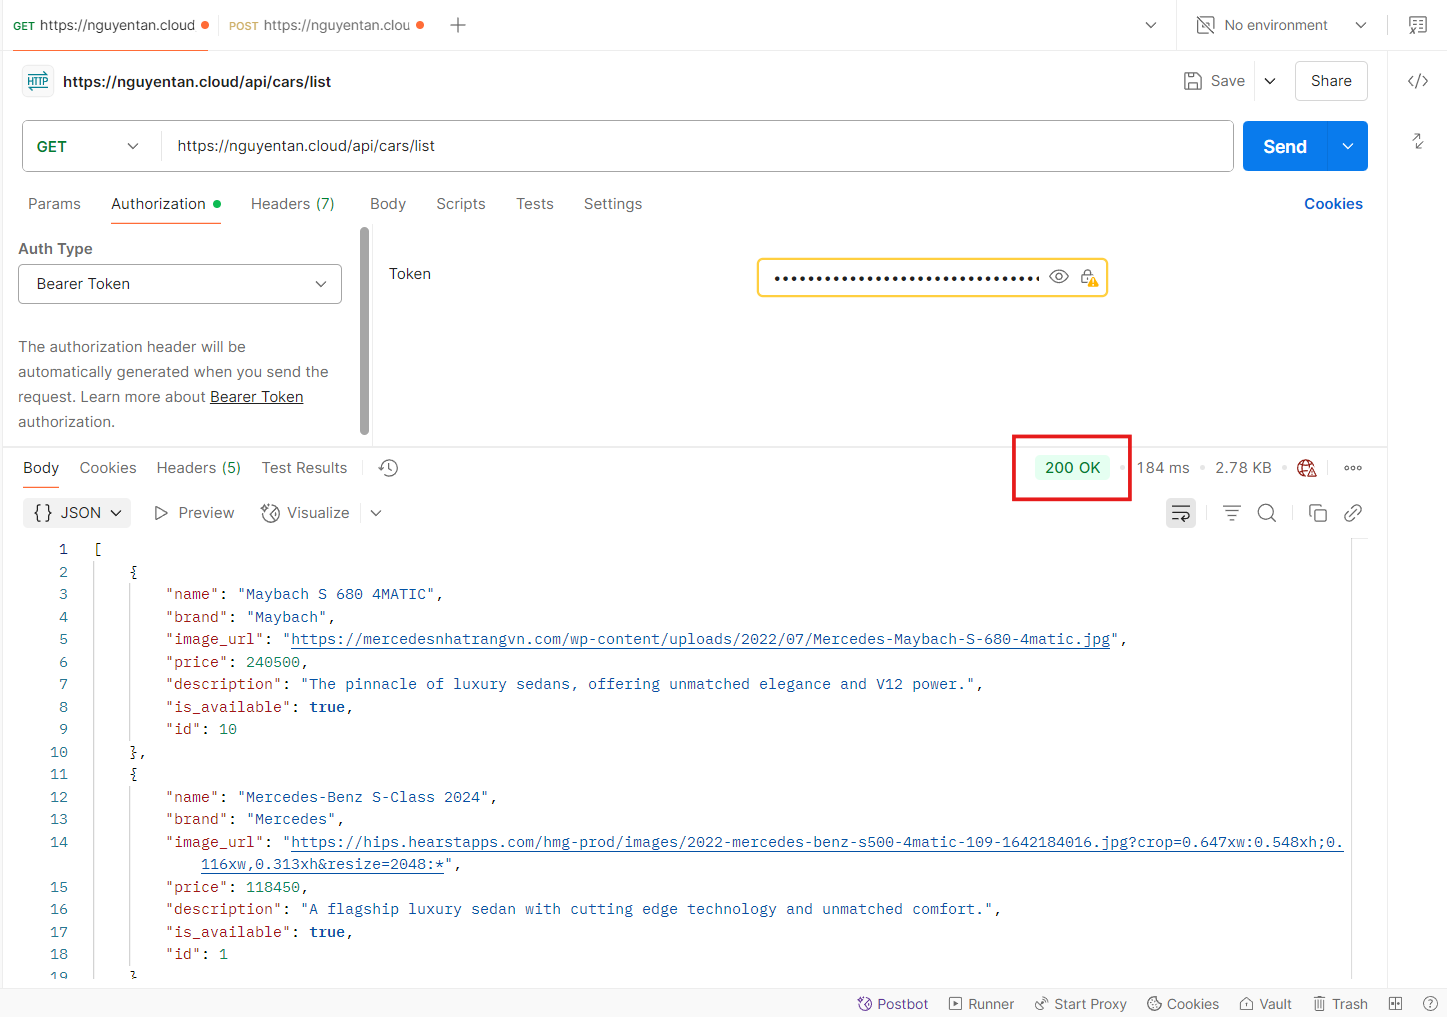 GET https://nguyentan.cloud
POST https://nguyentan.clou
No environment
HTTP
https://nguyentan.cloud/api/cars/list
Save
Share
GET
https://nguyentan.cloud/api/cars/list
Send
Params
Authorization
Headers (7)
Body
Scripts
Tests
Settings
Cookies
Auth Type
Bearer Token
The authorization header will be
automatically generated when you send the
request. Learn more about Bearer Token
authorization.
Token
Body
Cookies
Headers (5)
Test Results
200 OK
184 ms
2.78 KB
{} JSON
Preview
Visualize
1 [
2 {
3 "name": "Maybach S 680 4MATIC",
4 "brand": "Maybach",
5 "image_url": "https://mercedesnhatrangvn.com/wp-content/uploads/2022/07/Mercedes-Maybach-S-680-4matic.jpg",
6 "price": 240500,
7 "description": "The pinnacle of luxury sedans, offering unmatched elegance and V12 power.",
8 "is_available": true,
9 "id": 10
10 },
11 {
12 "name": "Mercedes-Benz S-Class 2024",
13 "brand": "Mercedes",
14 "image_url": "https://hips.hearstapps.com/hmg-prod/images/2022-mercedes-benz-s500-4matic-109-1642184016.jpg?crop=0.647xw:0.548xh;0.
116xw,0.313xh&resize=2048:*",
15 "price": 118450,
16 "description": "A flagship luxury sedan with cutting edge technology and unmatched comfort.",
17 "is_available": true,
18 "id": 1
19 }
Postbot
Runner
Start Proxy
Cookies
Vault
Trash